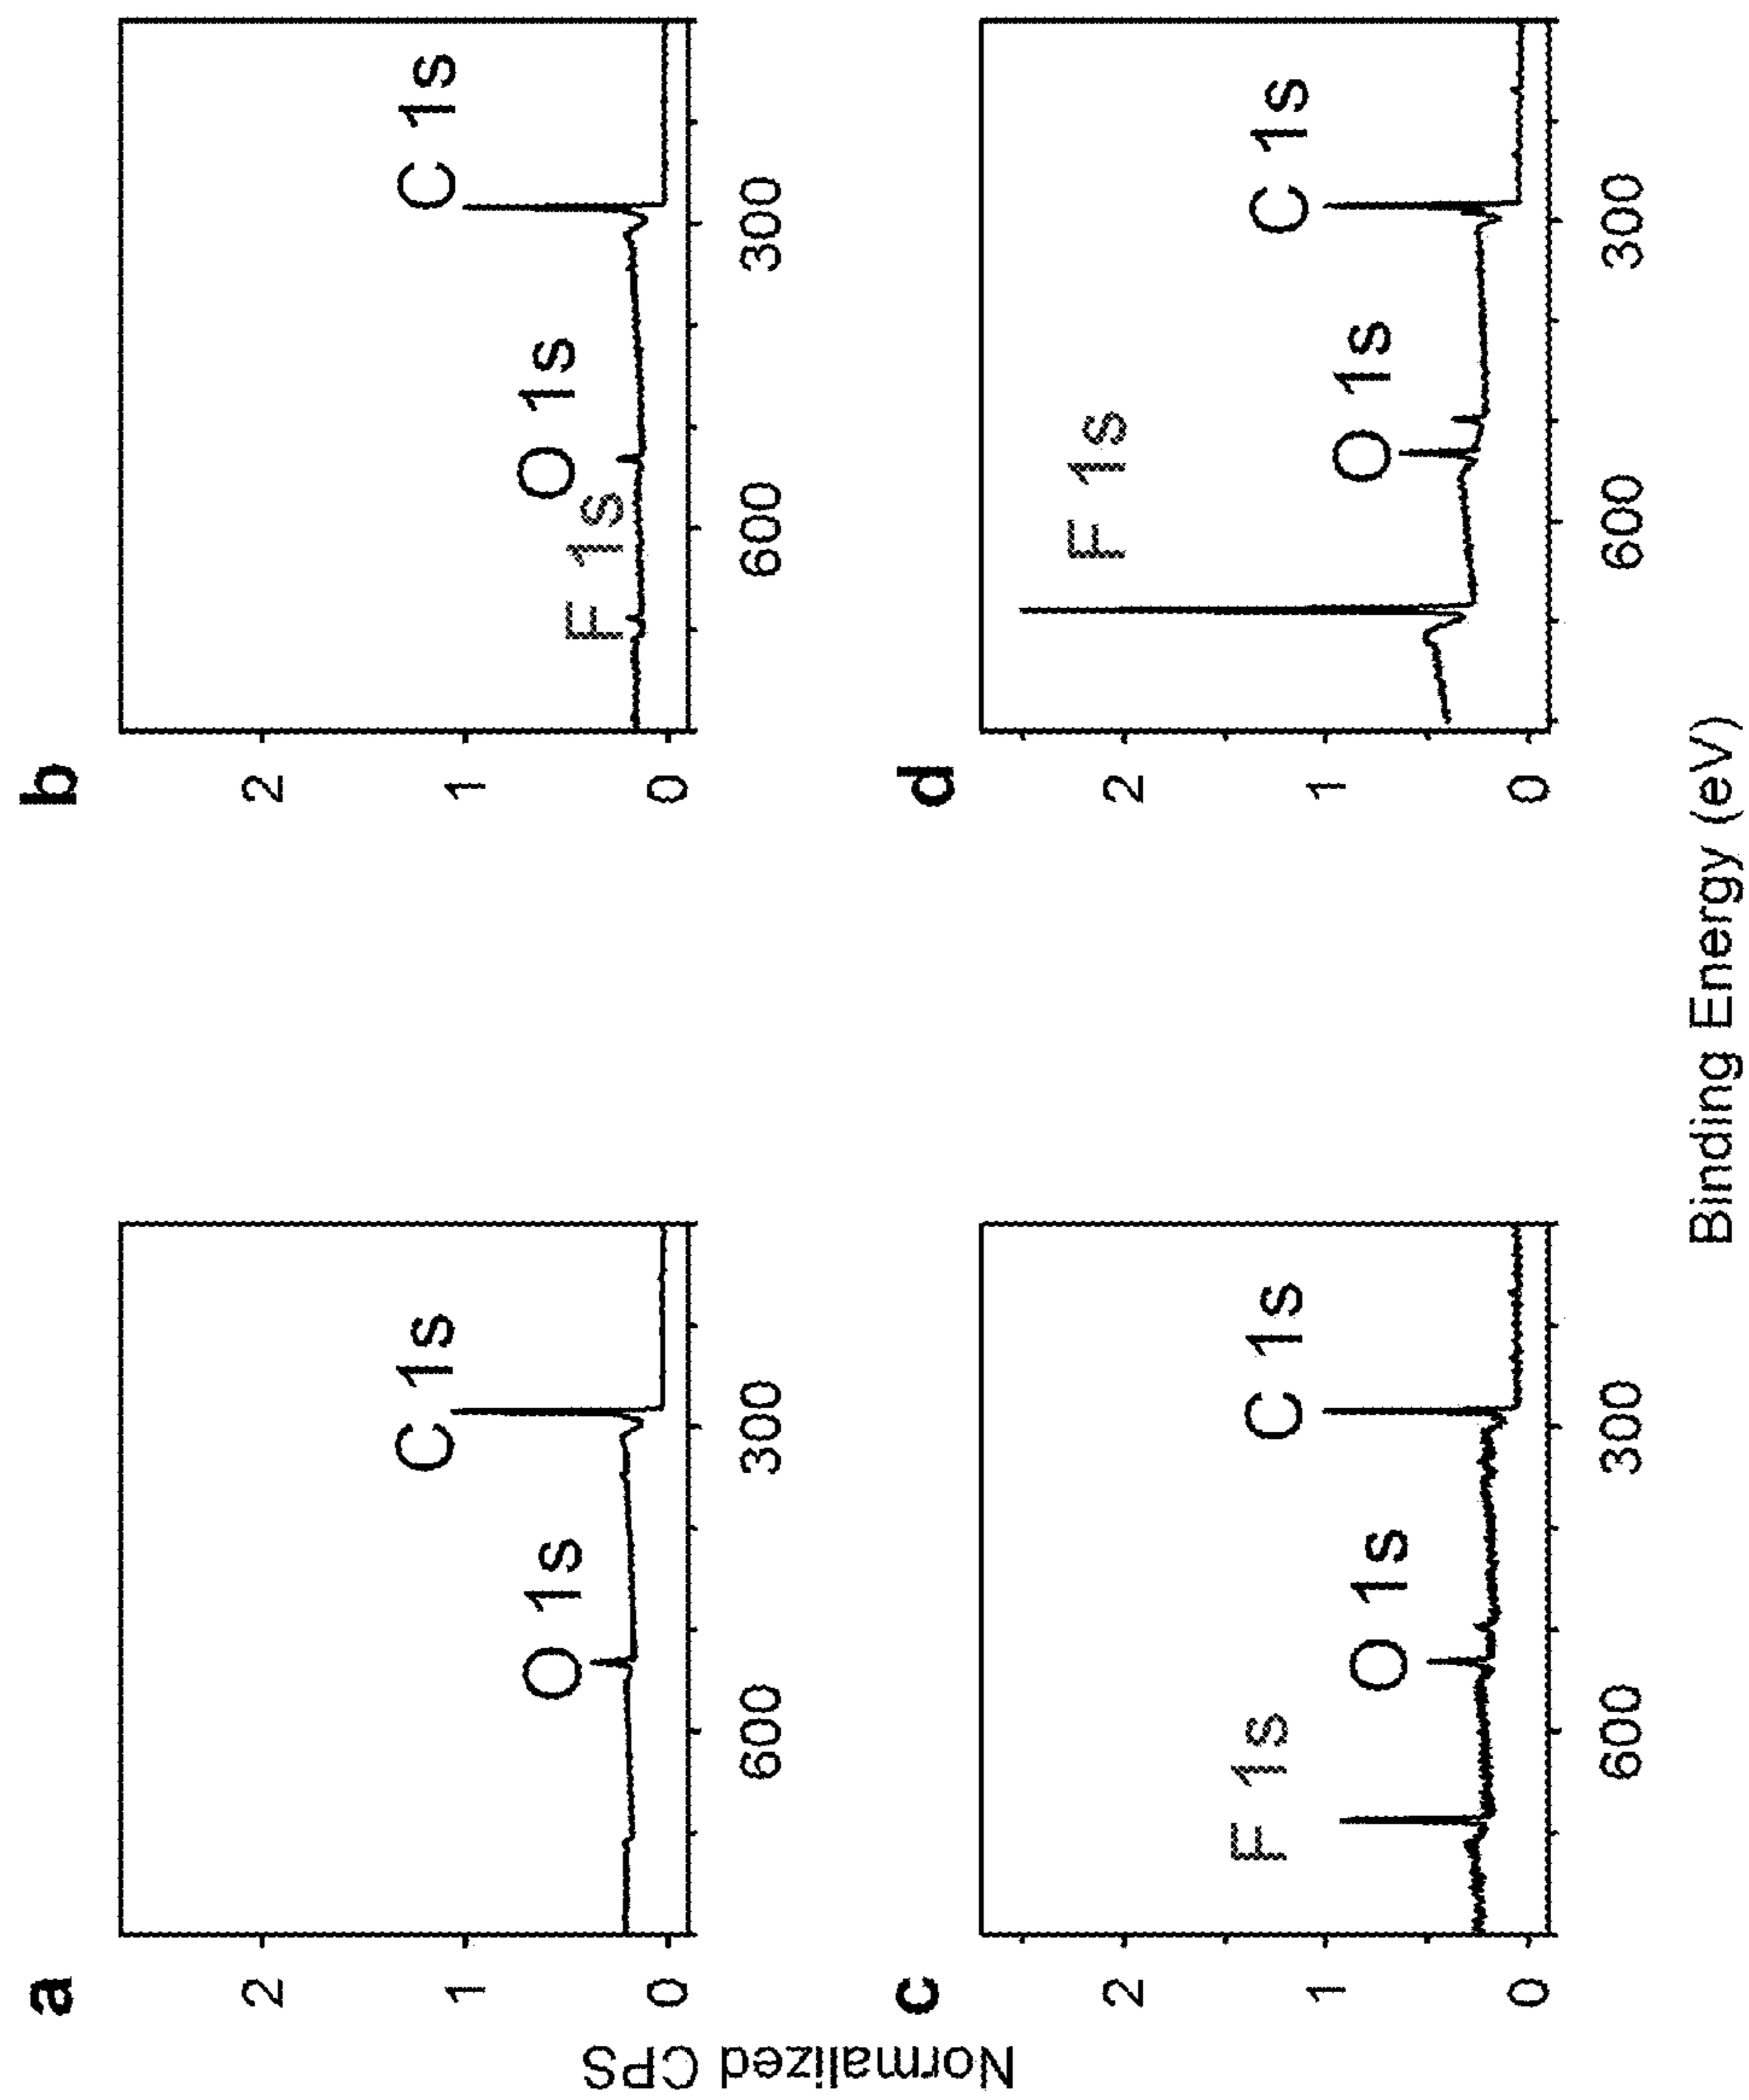 a
2
1
0
C 1s
O 1s
600
300
b
2
1
0
C 1s
O 1s
F 1s
600
300
c
2
1
0
F 1s
O 1s
C 1s
600
300
d
2
1
0
F 1s
O 1s
C 1s
600
300
Normalized CPS
Binding Energy (eV)